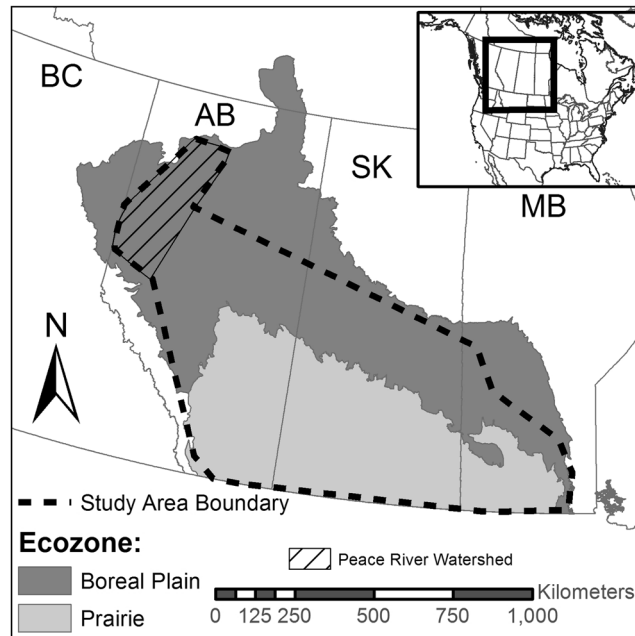 BC
AB
SK
MB
N
Study Area Boundary
Ecozone:
Peace River Watershed
Boreal Plain
Prairie
Kilometers
0 125 250 500 750 1,000